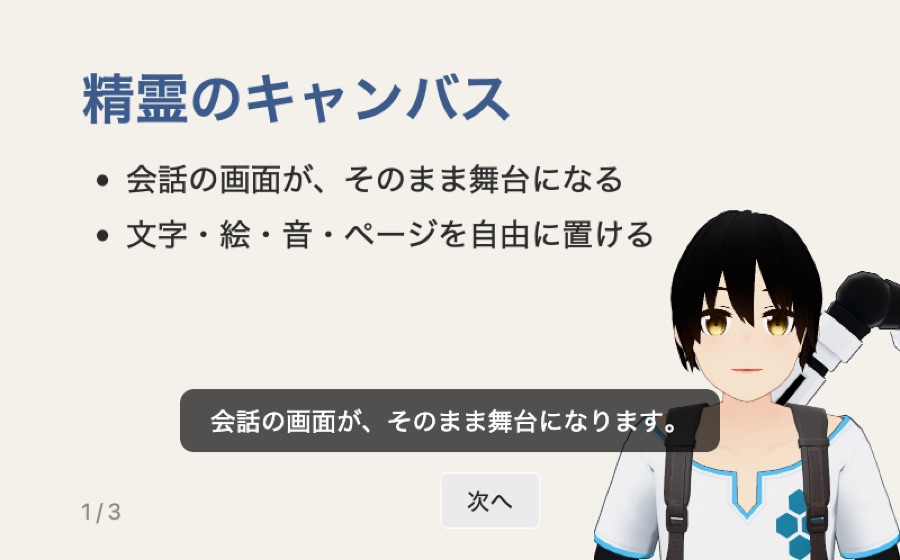 精霊のキャンバス
• 会話の画面が、そのまま舞台になる
• 文字・絵・音・ページを自由に置ける
会話の画面が、そのまま舞台になります。
次へ
1 / 3